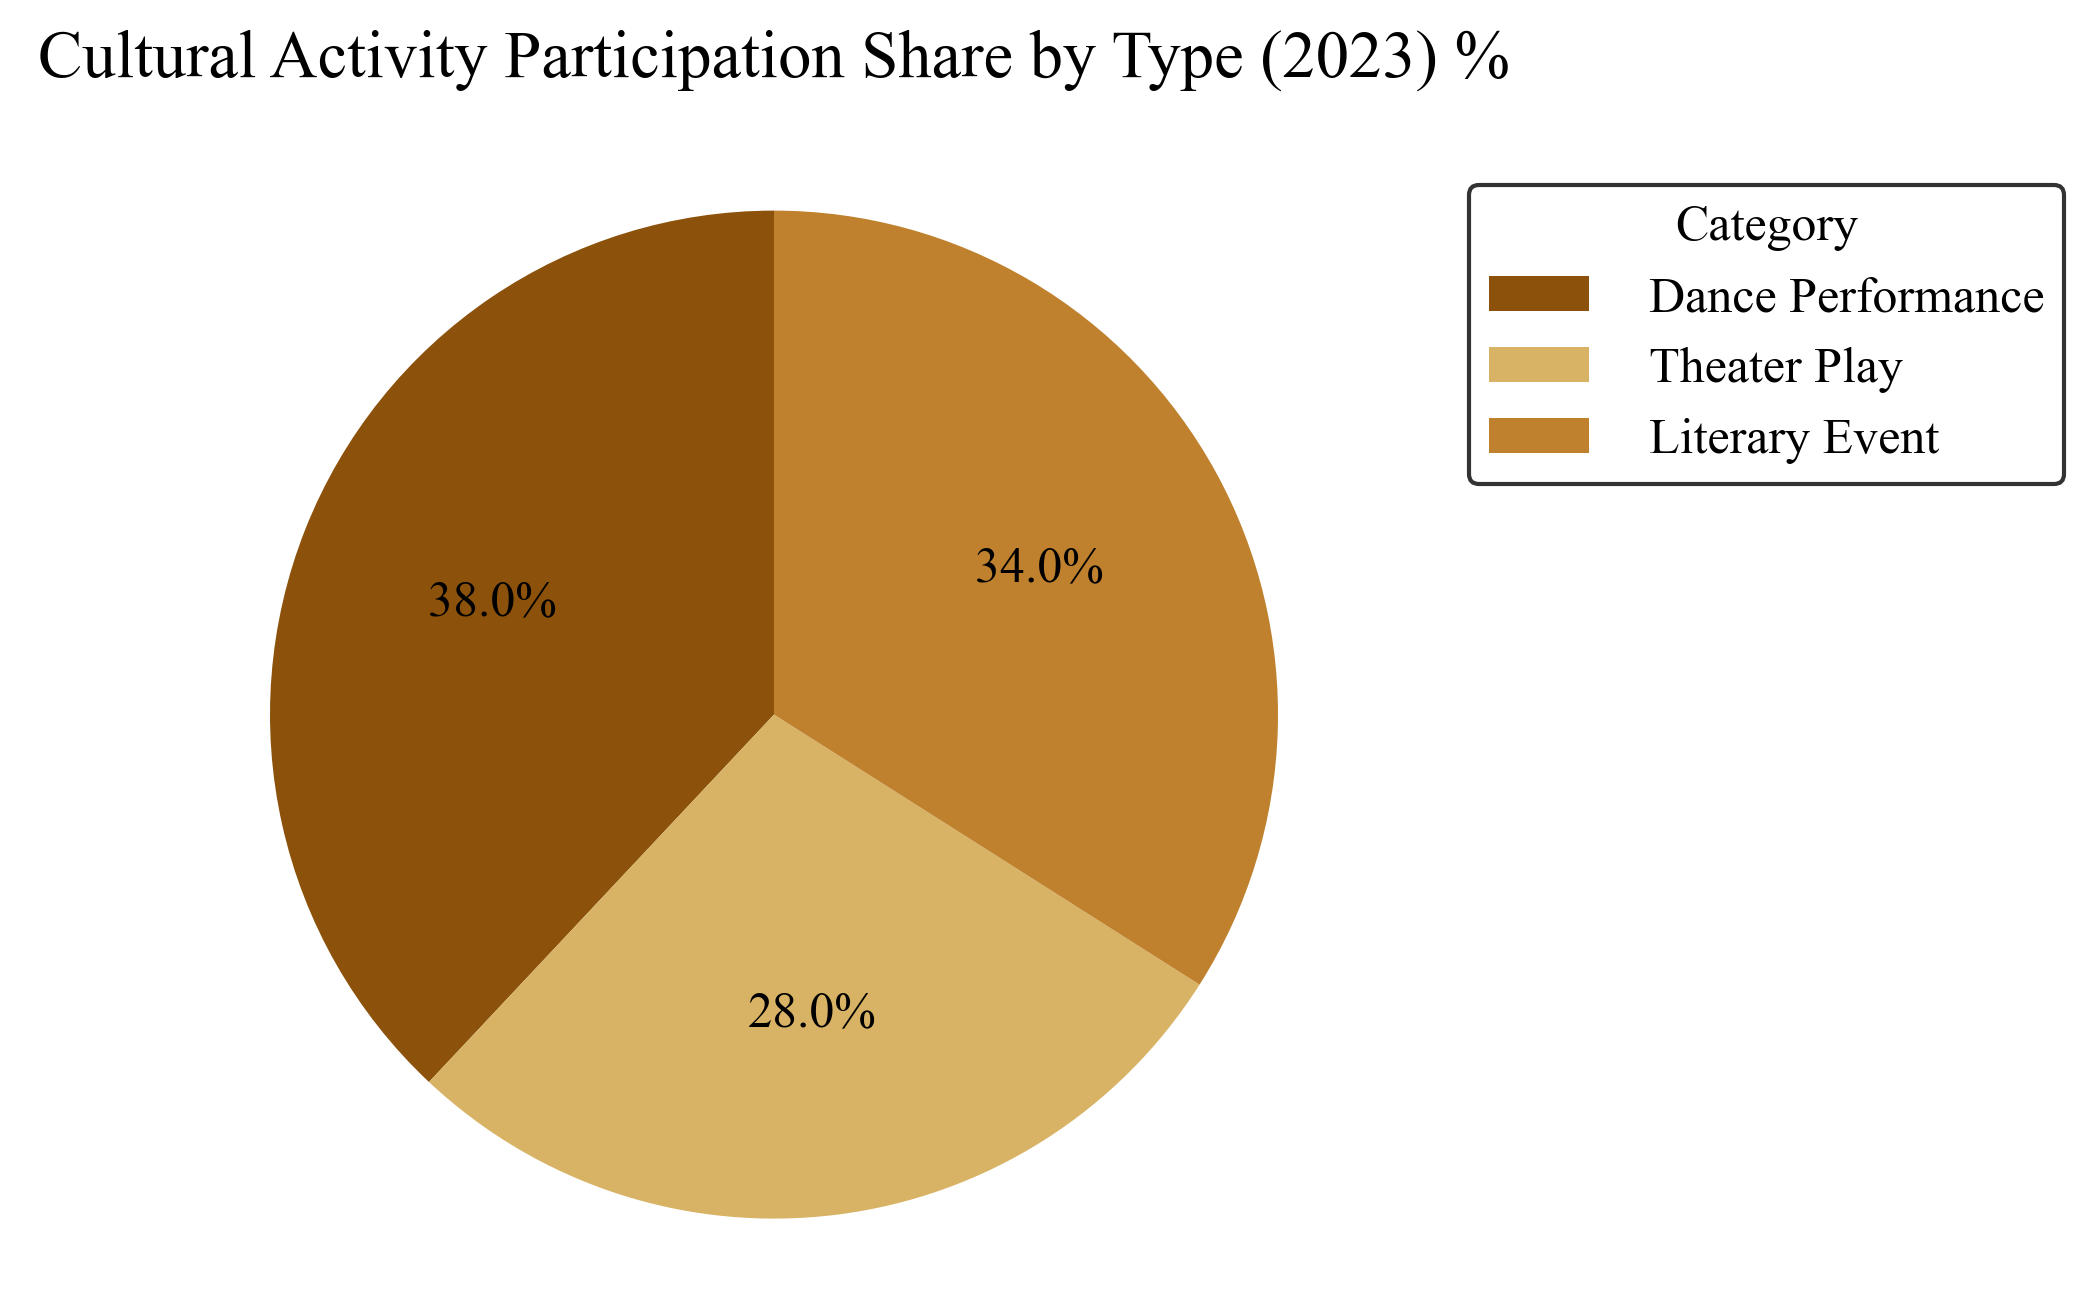 Cultural Activity Participation Share by Type (2023) %
Category
Dance Performance
Theater Play
Literary Event
34.0%
38.0%
28.0%